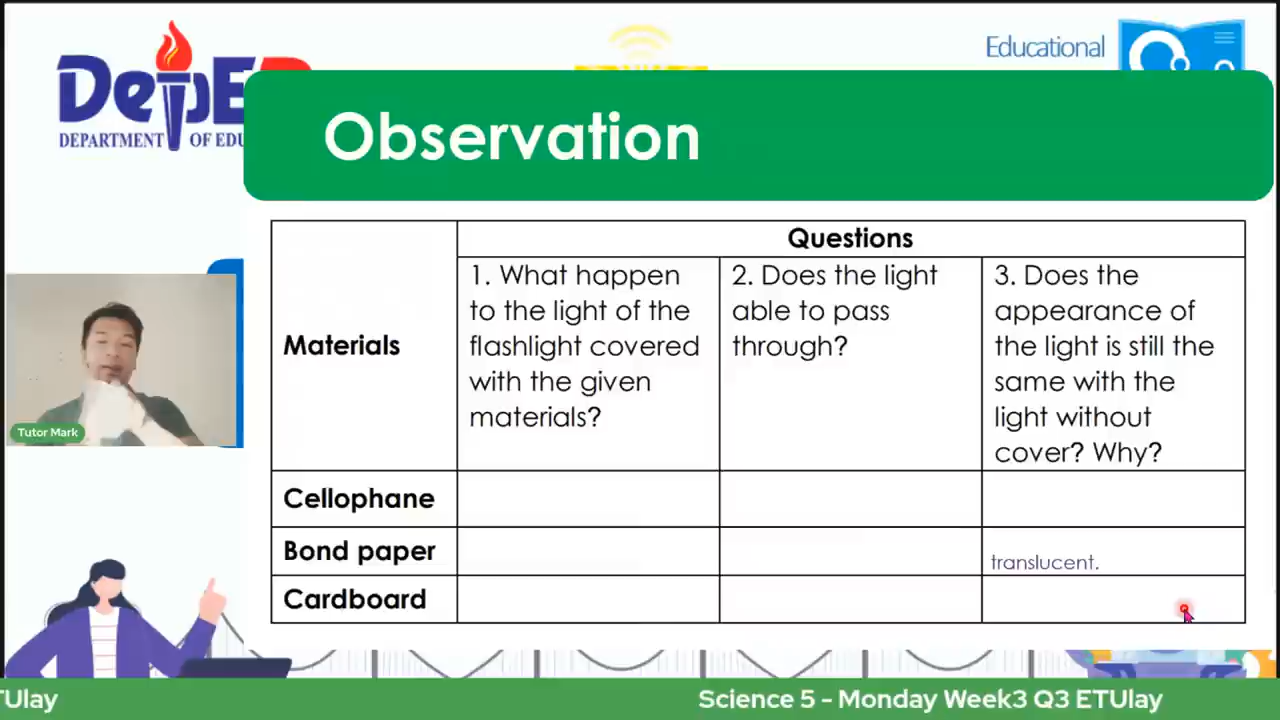 DepED
DEPARTMENT OF EDU
Educational
Observation
Questions
Materials
1. What happen
to the light of the
flashlight covered
with the given
materials?
2. Does the light
able to pass
through?
3. Does the
appearance of
the light is still the
same with the
light without
cover? Why?
Cellophane
Bond paper
translucent.
Cardboard
Tutor Mark
TUlay
Science 5 - Monday Week3 Q3 ETUlay